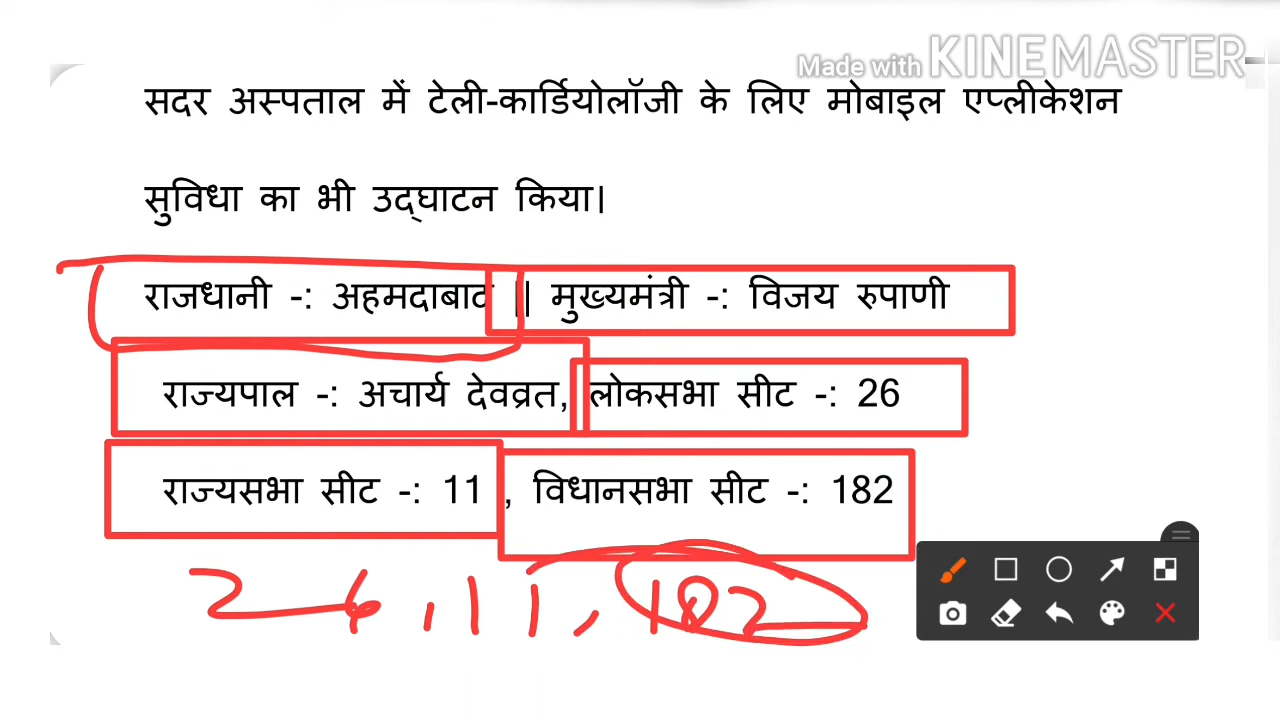 Made with KINEMASTER
सदर अस्पताल में टेली-कार्डियोलॉजी के लिए मोबाइल एप्लीकेशन
सुविधा का भी उद्घाटन किया।
राजधानी -: अहमदाबाद || मुख्यमंत्री -: विजय रुपाणी
राज्यपाल -: अचार्य देवव्रत, लोकसभा सीट -: 26
राज्यसभा सीट -: 11 , विधानसभा सीट -: 182
26, 11, 182